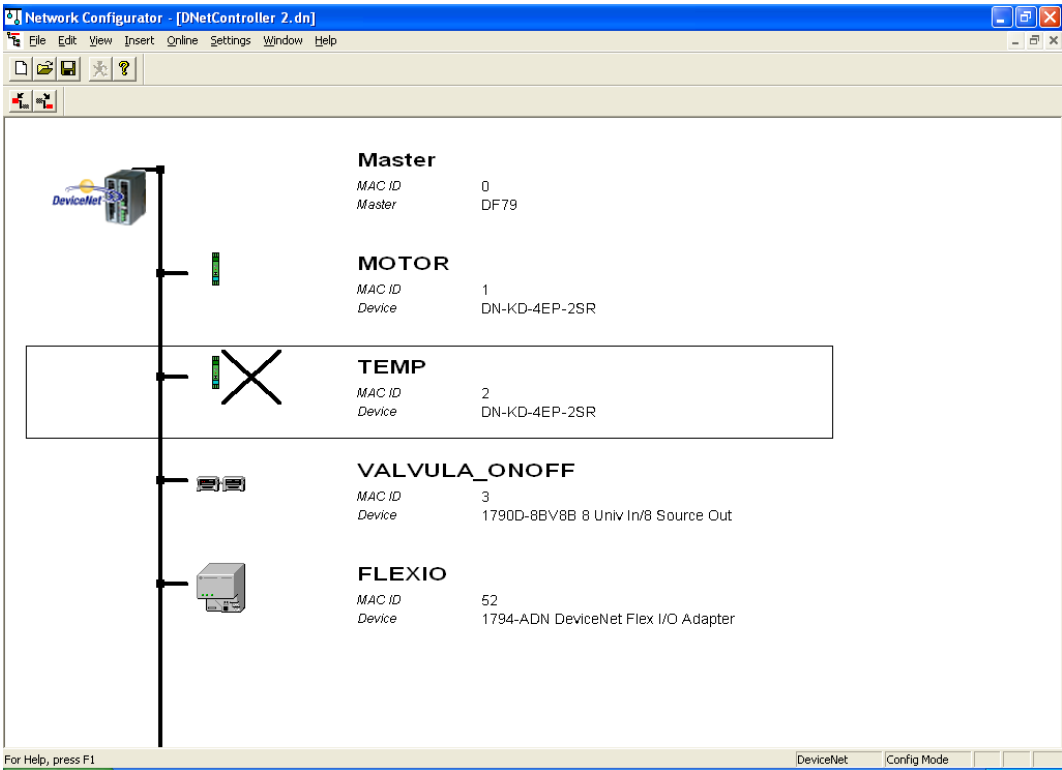 Network Configurator - [DNetController 2.dn]
File Edit View Insert Online Settings Window Help
DeviceNet
Master
MAC ID 0
Master DF79
MOTOR
MAC ID 1
Device DN-KD-4EP-2SR
TEMP
MAC ID 2
Device DN-KD-4EP-2SR
VALVULA_ONOFF
MAC ID 3
Device 1790D-8BV8B 8 Univ In/8 Source Out
FLEXIO
MAC ID 52
Device 1794-ADN DeviceNet Flex I/O Adapter
For Help, press F1 DeviceNet Config Mode